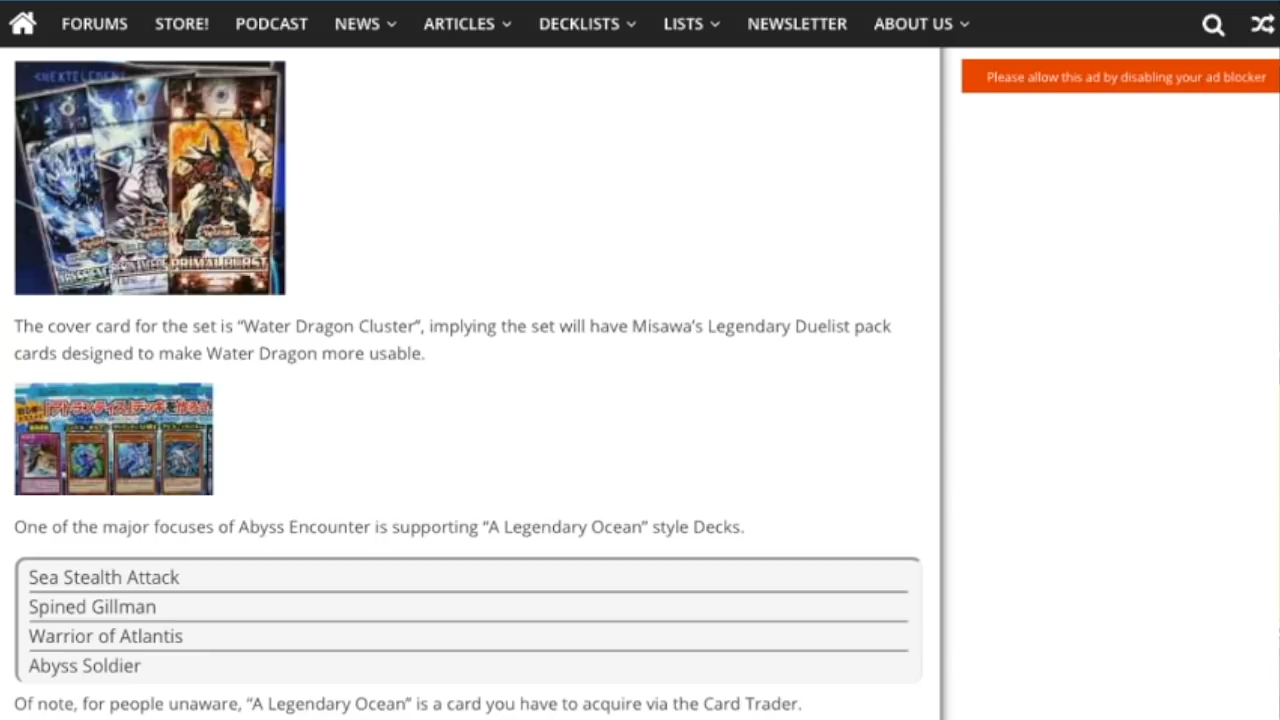 FORUMS STORE! PODCAST NEWS ARTICLES DECKLISTS LISTS NEWSLETTER ABOUT US
Please allow this ad by disabling your ad blocker
PRIMAL BURST
The cover card for the set is “Water Dragon Cluster”, implying the set will have Misawa’s Legendary Duelist pack
cards designed to make Water Dragon more usable.
One of the major focuses of Abyss Encounter is supporting “A Legendary Ocean” style Decks.
Sea Stealth Attack
Spined Gillman
Warrior of Atlantis
Abyss Soldier
Of note, for people unaware, “A Legendary Ocean” is a card you have to acquire via the Card Trader.